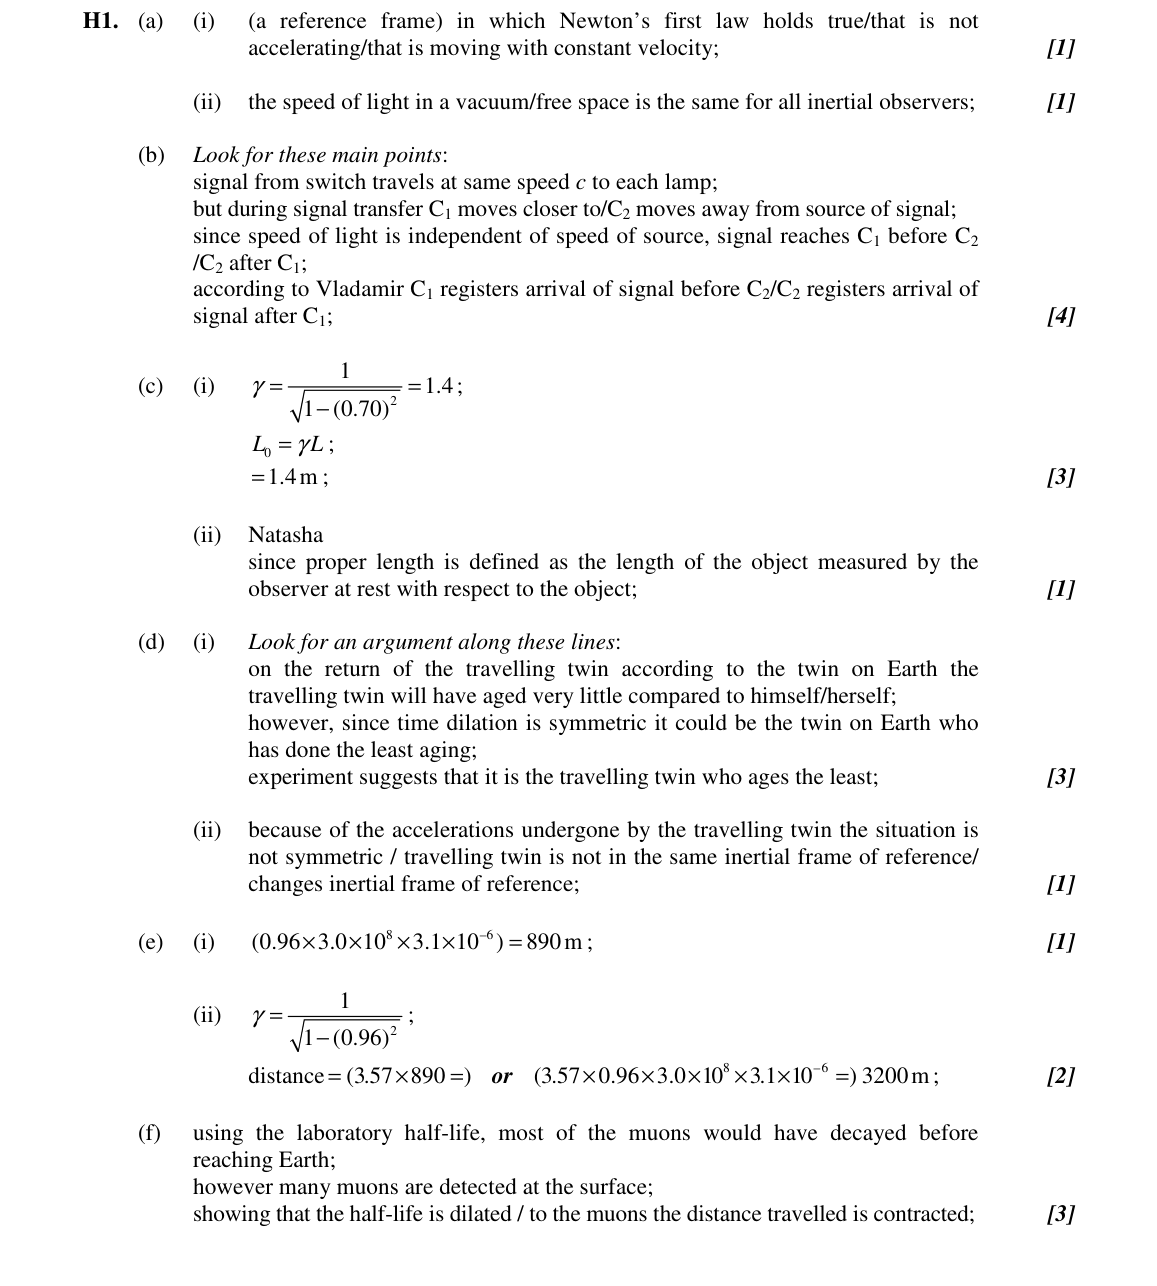 H1. (a) (i) (a reference frame) in which Newton's first law holds true/that is not
accelerating/that is moving with constant velocity; [1]
(ii) the speed of light in a vacuum/free space is the same for all inertial observers; [1]
(b) Look for these main points:
signal from switch travels at same speed c to each lamp;
but during signal transfer C₁ moves closer to/C₂ moves away from source of signal;
since speed of light is independent of speed of source, signal reaches C₁ before C₂
/C₂ after C₁;
according to Vladamir C₁ registers arrival of signal before C₂/C₂ registers arrival of
signal after C₁; [4]
(c) (i) γ = 1/√(1−(0.70)²) = 1.4;
L₀ = γL;
= 1.4 m; [3]
(ii) Natasha
since proper length is defined as the length of the object measured by the
observer at rest with respect to the object; [1]
(d) (i) Look for an argument along these lines:
on the return of the travelling twin according to the twin on Earth the
travelling twin will have aged very little compared to himself/herself;
however, since time dilation is symmetric it could be the twin on Earth who
has done the least aging;
experiment suggests that it is the travelling twin who ages the least; [3]
(ii) because of the accelerations undergone by the travelling twin the situation is
not symmetric / travelling twin is not in the same inertial frame of reference/
changes inertial frame of reference; [1]
(e) (i) (0.96×3.0×10⁸×3.1×10⁻⁶) = 890 m; [1]
(ii) γ = 1/√(1−(0.96)²);
distance = (3.57×890 =) or (3.57×0.96×3.0×10⁸×3.1×10⁻⁶ =) 3200 m; [2]
(f) using the laboratory half-life, most of the muons would have decayed before
reaching Earth;
however many muons are detected at the surface;
showing that the half-life is dilated / to the muons the distance travelled is contracted; [3]